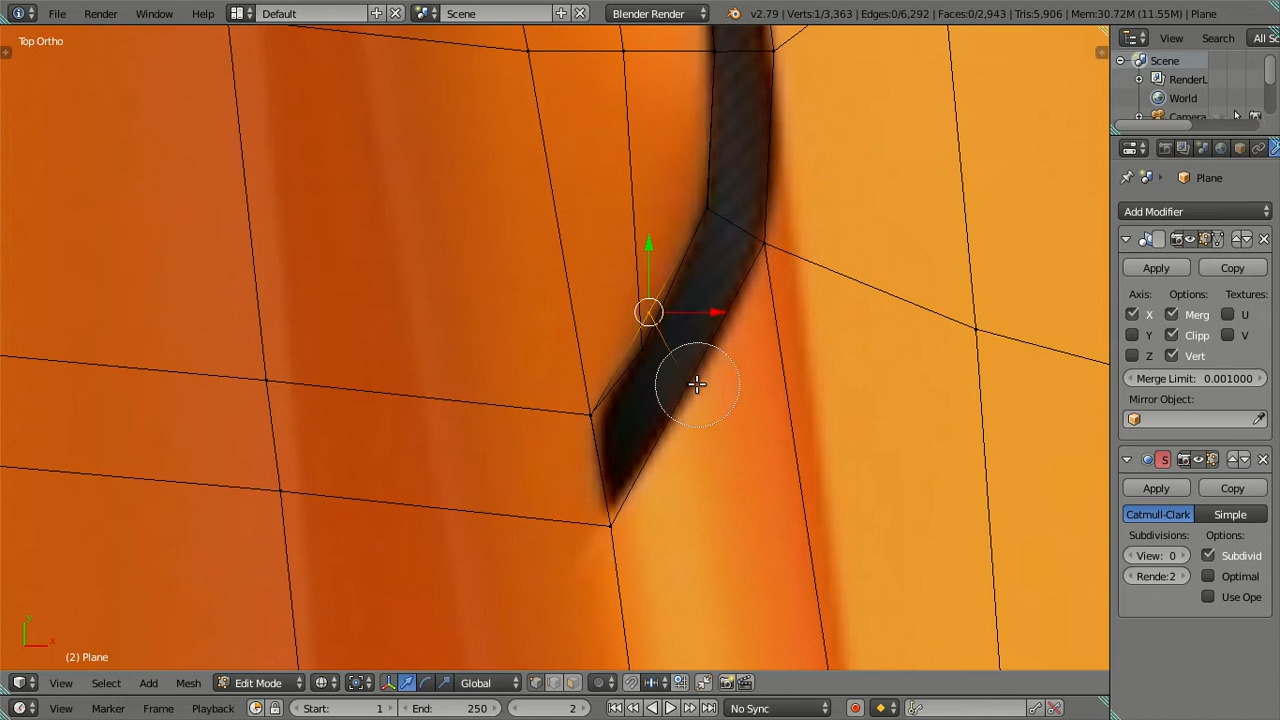 File Render Window Help Default Scene Blender Render v2.79 | Verts:1/3,363 | Edges:0/6,292 | Faces:0/2,943 | Tris:5,906 | Mem:30.72M (11.55M) | Plane
Top Ortho
View Search All Sc
Scene
RenderL
World
Camera
Plane
Add Modifier
Apply Copy
Axis: Options: Textures:
X Merg U
Y Clipp V
Z Vert
Merge Limit: 0.001000
Mirror Object:
S
Apply Copy
Catmull-Clark Simple
Subdivisions: Options:
View: 0 Subdivid
Rende:2 Optimal
Use Ope
y
x
(2) Plane
View Select Add Mesh Edit Mode Global
View Marker Frame Playback Start: 1 End: 250 2 No Sync